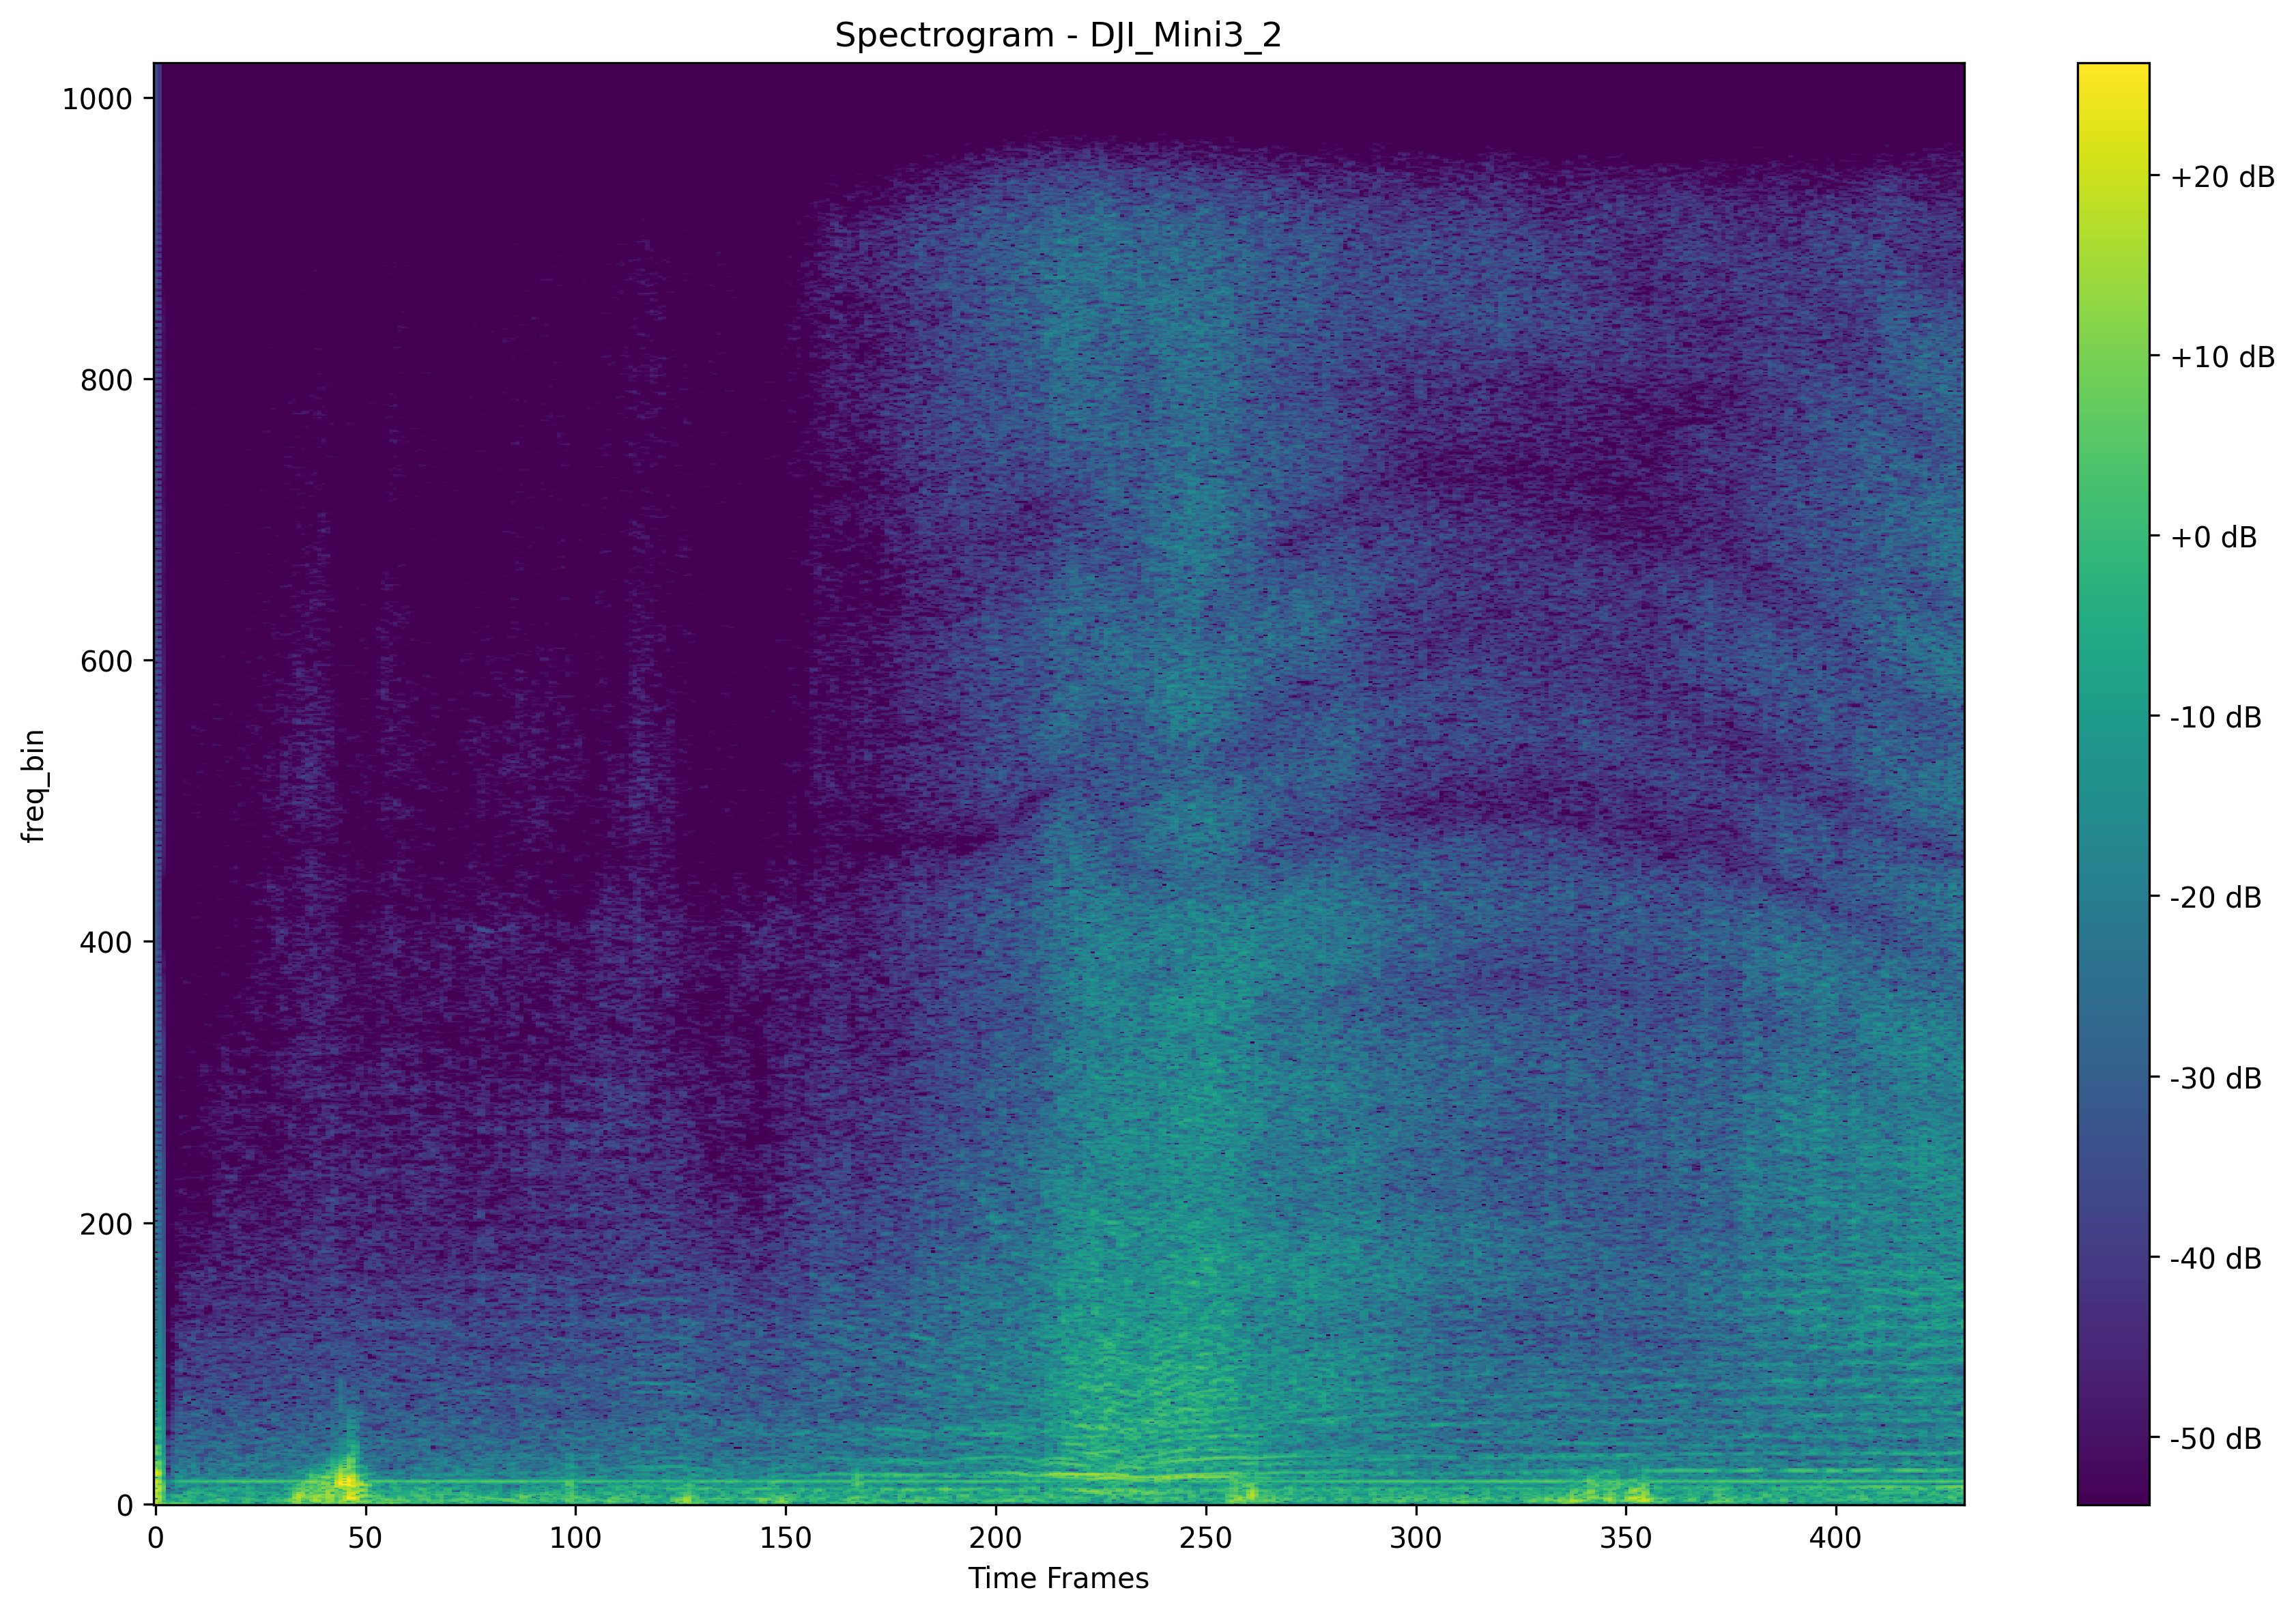 Spectrogram - DJI_Mini3_2
freq_bin
1000
800
600
400
200
0
0 50 100 150 200 250 300 350 400
Time Frames
+20 dB
+10 dB
+0 dB
-10 dB
-20 dB
-30 dB
-40 dB
-50 dB